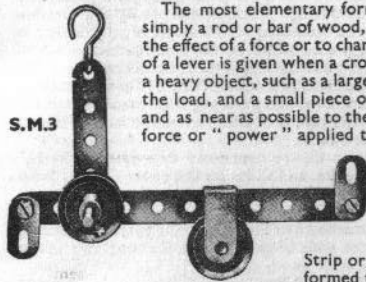 The most elementary for
simply a rod or bar of wood,
the effect of a force or to char
of a lever is given when a cro
a heavy object, such as a large
the load, and a small piece o
and as near as possible to the
force or “ power ” applied t
S.M.3
Strip or
formed